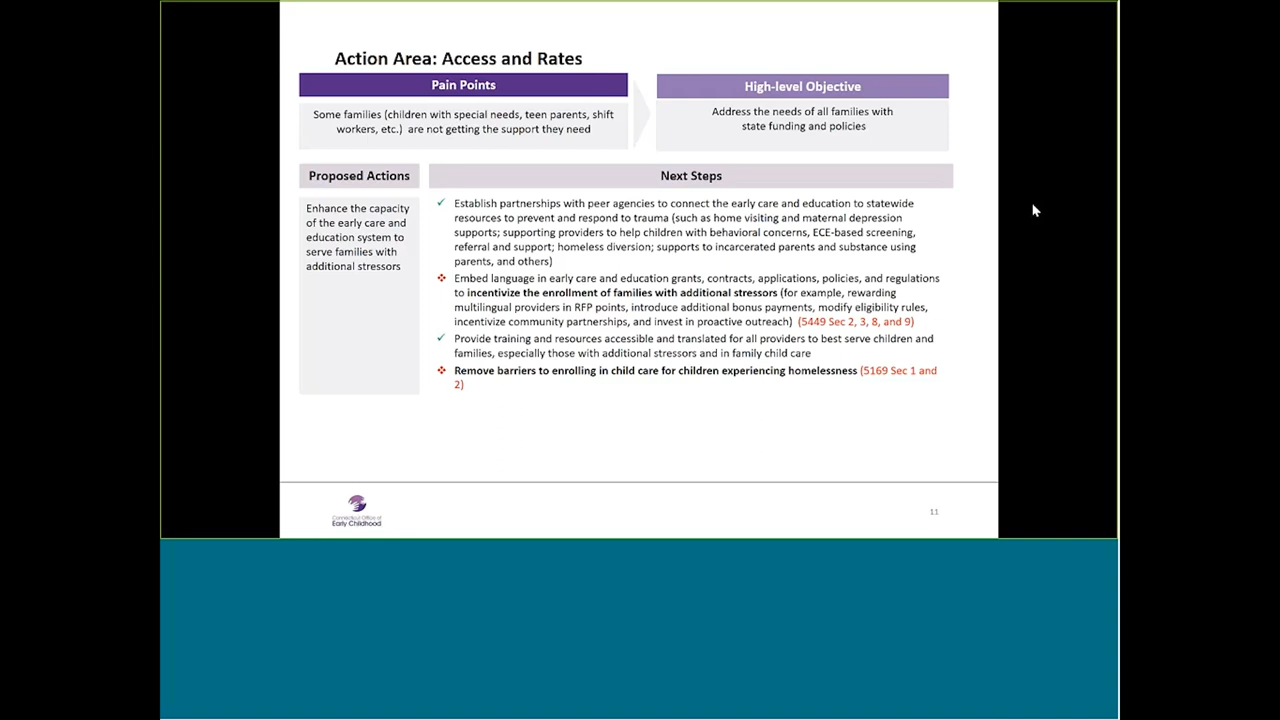 Action Area: Access and Rates
Pain Points
Some families (children with special needs, teen parents, shift
workers, etc.) are not getting the support they need
High-level Objective
Address the needs of all families with
state funding and policies
Proposed Actions
Enhance the capacity
of the early care and
education system to
serve families with
additional stressors
Next Steps
Establish partnerships with peer agencies to connect the early care and education to statewide
resources to prevent and respond to trauma (such as home visiting and maternal depression
supports; supporting providers to help children with behavioral concerns, ECE-based screening,
referral and support; homeless diversion; supports to incarcerated parents and substance using
parents, and others)
Embed language in early care and education grants, contracts, applications, policies, and regulations
to incentivize the enrollment of families with additional stressors (for example, rewarding
multilingual providers in RFP points, introduce additional bonus payments, modify eligibility rules,
incentivize community partnerships, and invest in proactive outreach) (5449 Sec 2, 3, 8, and 9)
Provide training and resources accessible and translated for all providers to best serve children and
families, especially those with additional stressors and in family child care
Remove barriers to enrolling in child care for children experiencing homelessness (5169 Sec 1 and
2)
Connecticut Office of
Early Childhood
11